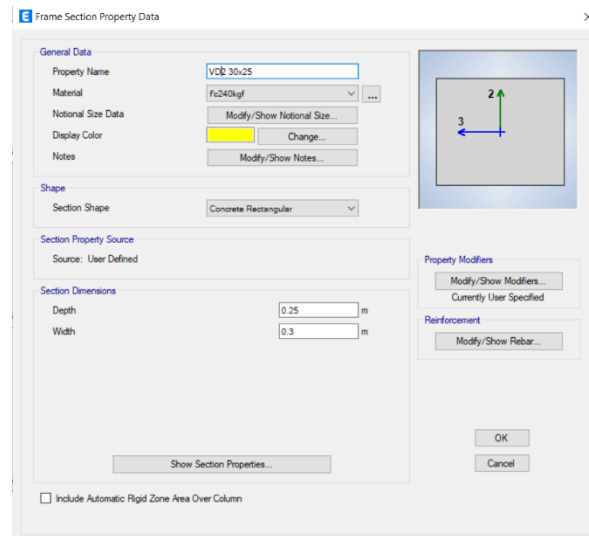 E Frame Section Property Data
General Data
Property Name VD2 30x25
Material f'c240kgf ...
Notional Size Data Modify/Show Notional Size...
Display Color Change...
Notes Modify/Show Notes...
2
3
Shape
Section Shape Concrete Rectangular
Section Property Source
Source: User Defined
Property Modifiers
Modify/Show Modifiers...
Currently User Specified
Section Dimensions
Depth 0.25 m
Width 0.3 m
Reinforcement
Modify/Show Rebar...
OK
Show Section Properties...
Cancel
Include Automatic Rigid Zone Area Over Column